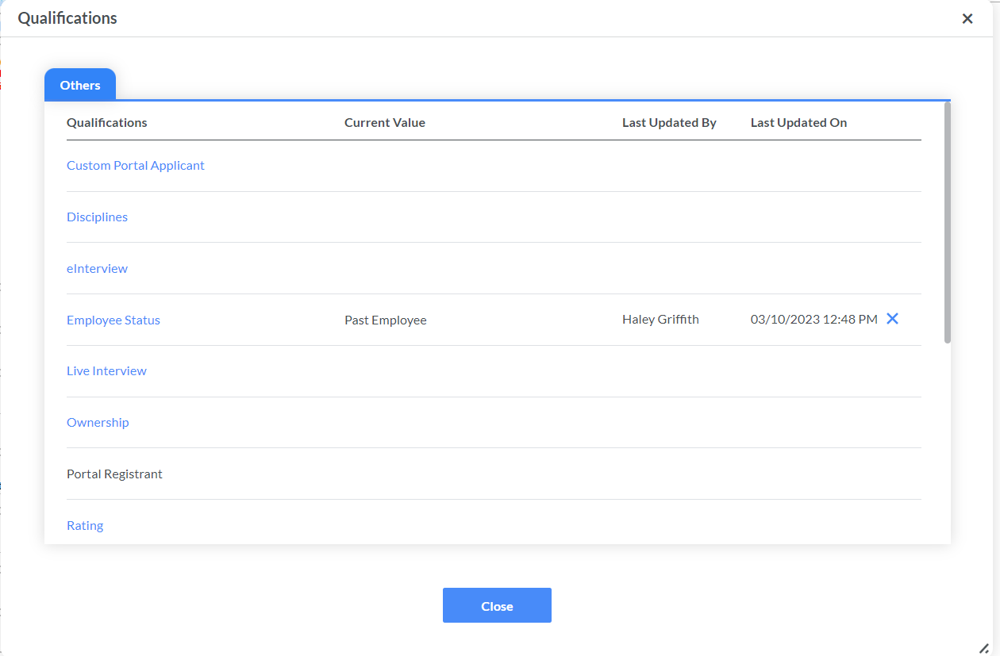 Qualifications
Others
Qualifications Current Value Last Updated By Last Updated On
Custom Portal Applicant
Disciplines
eInterview
Employee Status Past Employee Haley Griffith 03/10/2023 12:48 PM
Live Interview
Ownership
Portal Registrant
Rating
Close